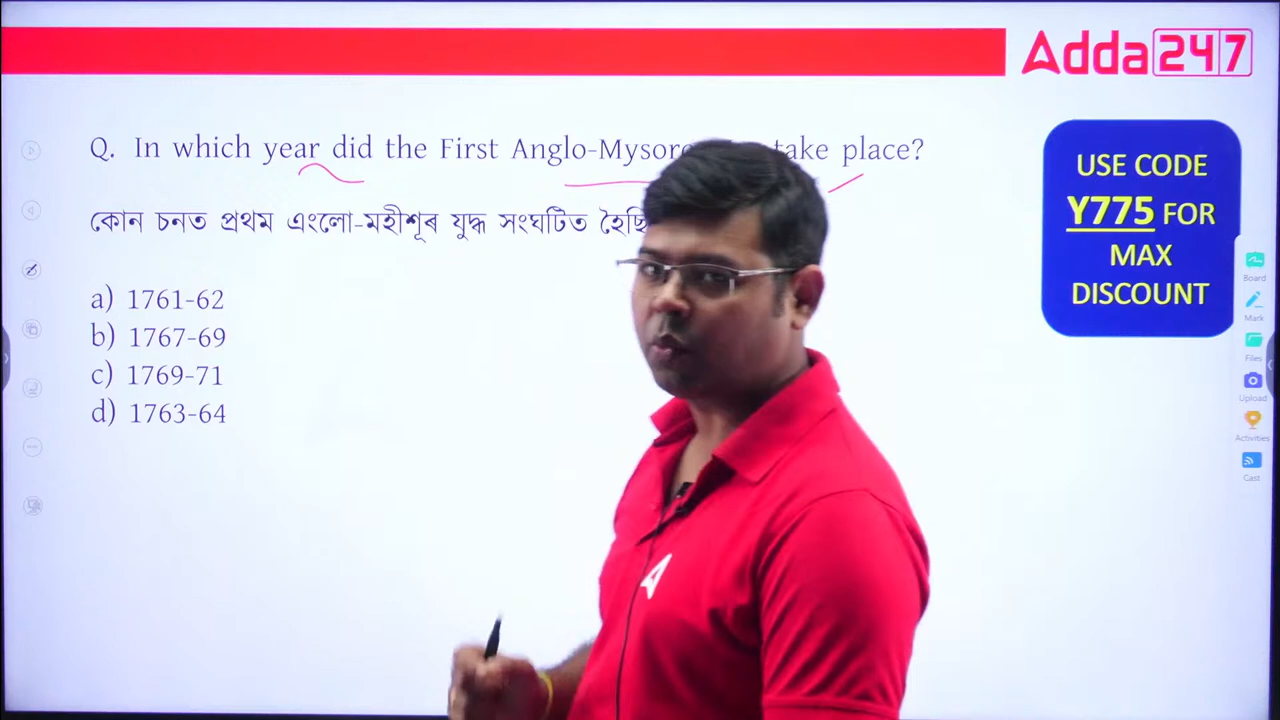 Adda247
Q. In which year did the First Anglo-Mysore take place?
কোন চনত প্ৰথম এংলো-মহীশূৰ যুদ্ধ সংঘটিত
a) 1761-62
b) 1767-69
c) 1769-71
d) 1763-64
USE CODE
Y775 FOR
MAX
DISCOUNT
Board
Mark
Files
Upload
Activities
Cast